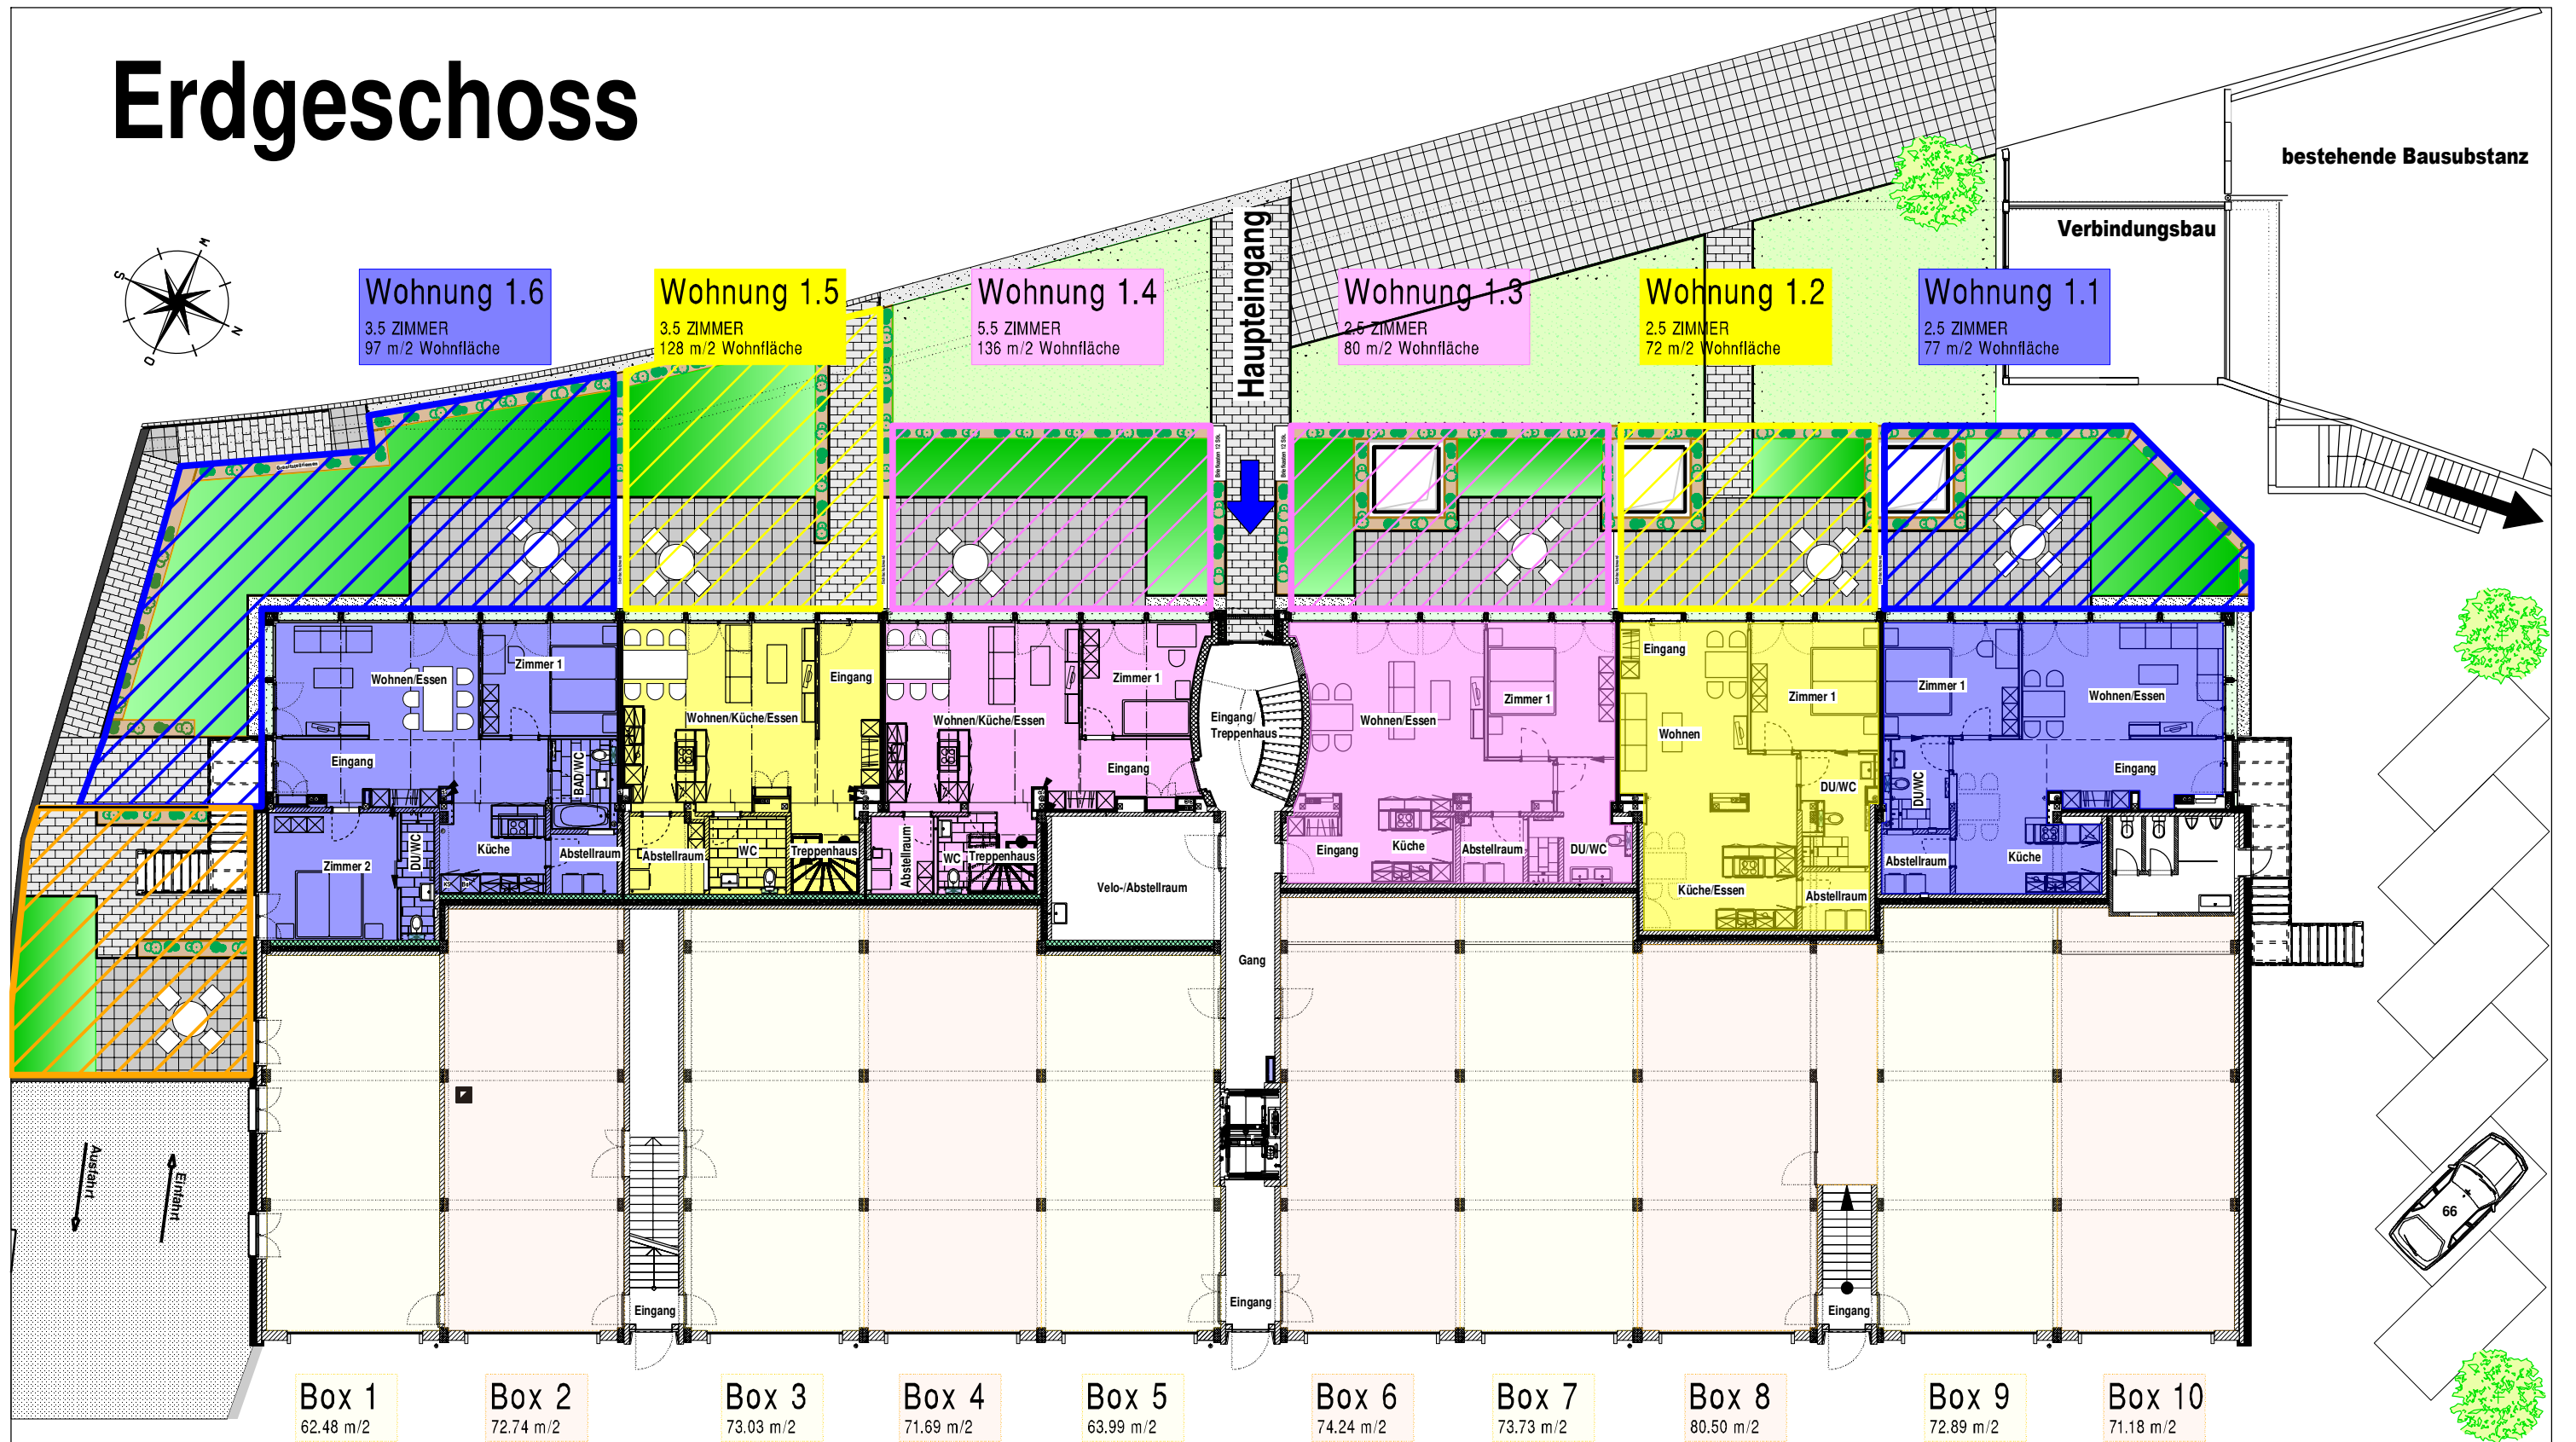 Erdgeschoss
bestehende Bausubstanz
Verbindungsbau
Haupteingang
S
O
N
Wohnung 1.6
3.5 ZIMMER
97 m/2 Wohnfläche
Wohnung 1.5
3.5 ZIMMER
128 m/2 Wohnfläche
Wohnung 1.4
5.5 ZIMMER
136 m/2 Wohnfläche
Wohnung 1.3
2.5 ZIMMER
80 m/2 Wohnfläche
Wohnung 1.2
2.5 ZIMMER
72 m/2 Wohnfläche
Wohnung 1.1
2.5 ZIMMER
77 m/2 Wohnfläche
Briefkasten 12 Stk.
Briefkasten 12 Stk.
Wohnen/Essen
Zimmer 1
Eingang
BAD/WC
Zimmer 2
DU/WC
Küche
Abstellraum
Wohnen/Küche/Essen
Eingang
Abstellraum
WC
Treppenhaus
Wohnen/Küche/Essen
Zimmer 1
Eingang
Abstellraum
WC
Treppenhaus
Eingang/
Treppenhaus
Velo-/Abstellraum
Wohnen/Essen
Zimmer 1
Eingang
Küche
Abstellraum
DU/WC
Eingang
Wohnen
Zimmer 1
DU/WC
Küche/Essen
Abstellraum
Zimmer 1
Wohnen/Essen
DU/WC
Eingang
Abstellraum
Küche
Gang
Ausfahrt
Einfahrt
66
Eingang
Eingang
Eingang
Box 1
62.48 m/2
Box 2
72.74 m/2
Box 3
73.03 m/2
Box 4
71.69 m/2
Box 5
63.99 m/2
Box 6
74.24 m/2
Box 7
73.73 m/2
Box 8
80.50 m/2
Box 9
72.89 m/2
Box 10
71.18 m/2